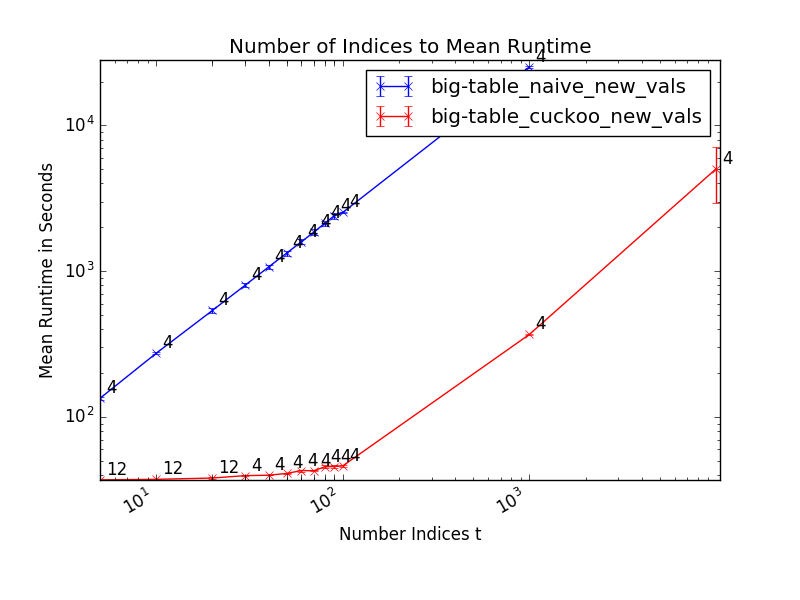 Number of Indices to Mean Runtime
4
big-table_naive_new_vals
big-table_cuckoo_new_vals
10^4
4
4 4 4 4 4 4 4 4 4 4 4
10^3
4
10^2
12 12 12 4 4 4 4 4 4 4 4
10^1 10^2 10^3
Mean Runtime in Seconds
Number Indices t